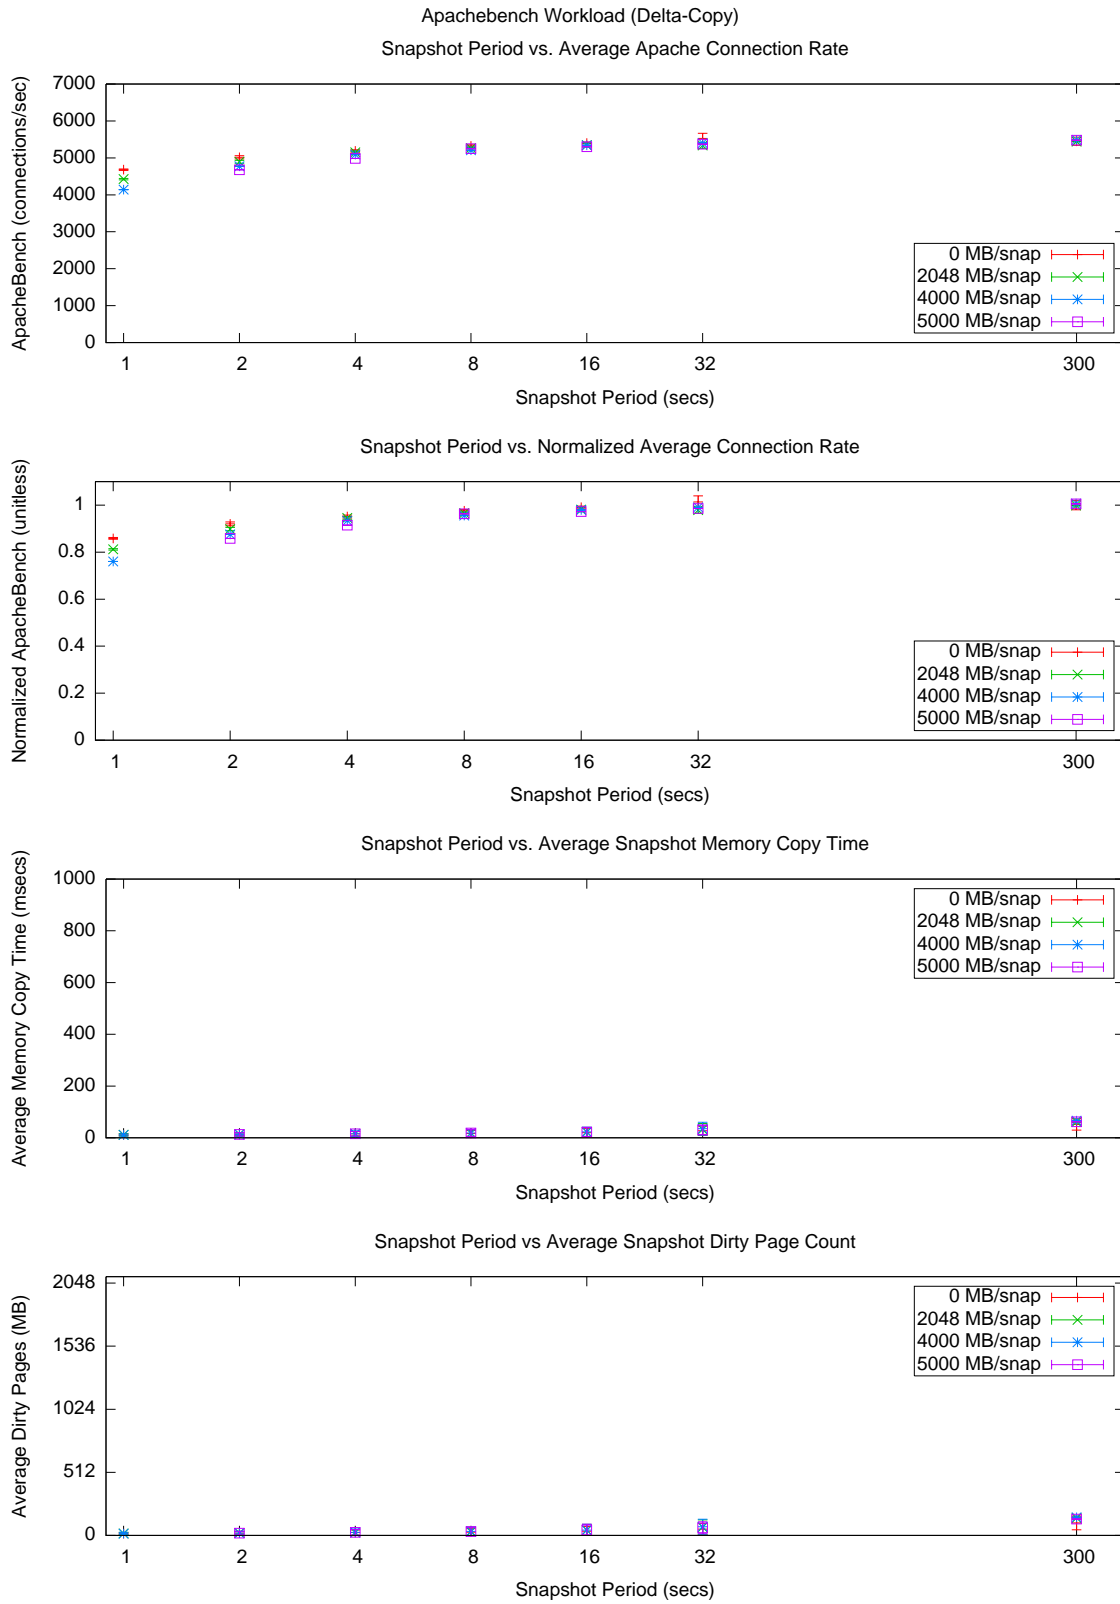 Apachebench Workload (Delta-Copy)
Snapshot Period vs. Average Apache Connection Rate
ApacheBench (connections/sec)
7000
6000
5000
4000
3000
2000
1000
0
0 MB/snap
2048 MB/snap
4000 MB/snap
5000 MB/snap
1 2 4 8 16 32 300
Snapshot Period (secs)
Snapshot Period vs. Normalized Average Connection Rate
Normalized ApacheBench (unitless)
1
0.8
0.6
0.4
0.2
0
0 MB/snap
2048 MB/snap
4000 MB/snap
5000 MB/snap
1 2 4 8 16 32 300
Snapshot Period (secs)
Snapshot Period vs. Average Snapshot Memory Copy Time
Average Memory Copy Time (msecs)
1000
800
600
400
200
0
0 MB/snap
2048 MB/snap
4000 MB/snap
5000 MB/snap
1 2 4 8 16 32 300
Snapshot Period (secs)
Snapshot Period vs Average Snapshot Dirty Page Count
Average Dirty Pages (MB)
2048
1536
1024
512
0
0 MB/snap
2048 MB/snap
4000 MB/snap
5000 MB/snap
1 2 4 8 16 32 300
Snapshot Period (secs)